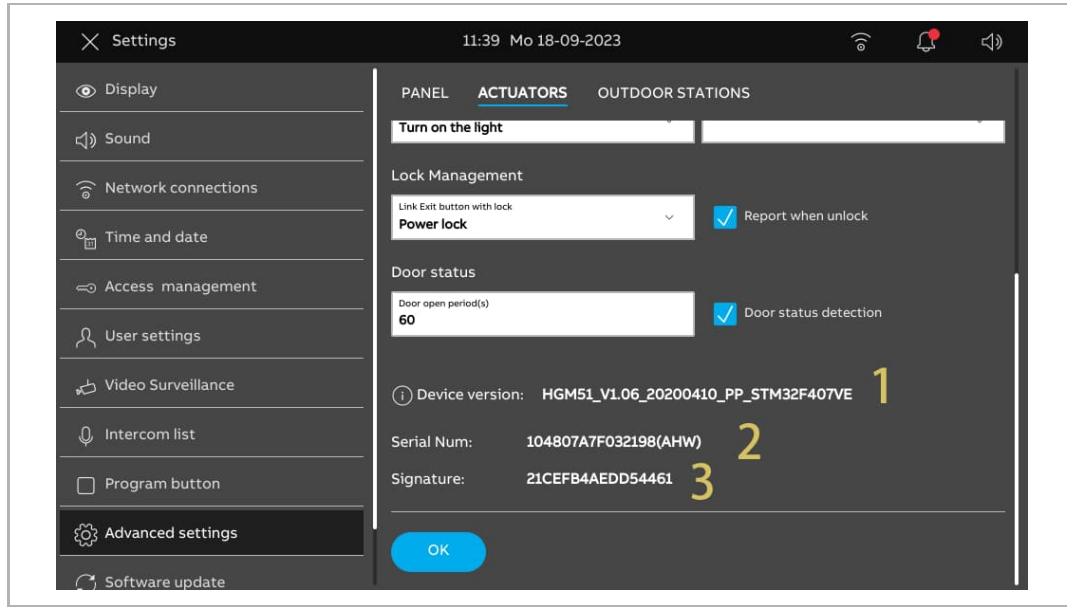 Settings
11:39 Mo 18-09-2023
Display
Sound
Network connections
Time and date
Access management
User settings
Video Surveillance
Intercom list
Program button
Advanced settings
Software update
PANEL ACTUATORS OUTDOOR STATIONS
Turn on the light
Lock Management
Link Exit button with lock
Power lock
Report when unlock
Door status
Door open period(s)
60
Door status detection
Device version: HGM51_V1.06_20200410_PP_STM32F407VE 1
Serial Num: 104807A7F032198(AHW) 2
Signature: 21CEFB4AEDD54461 3
OK